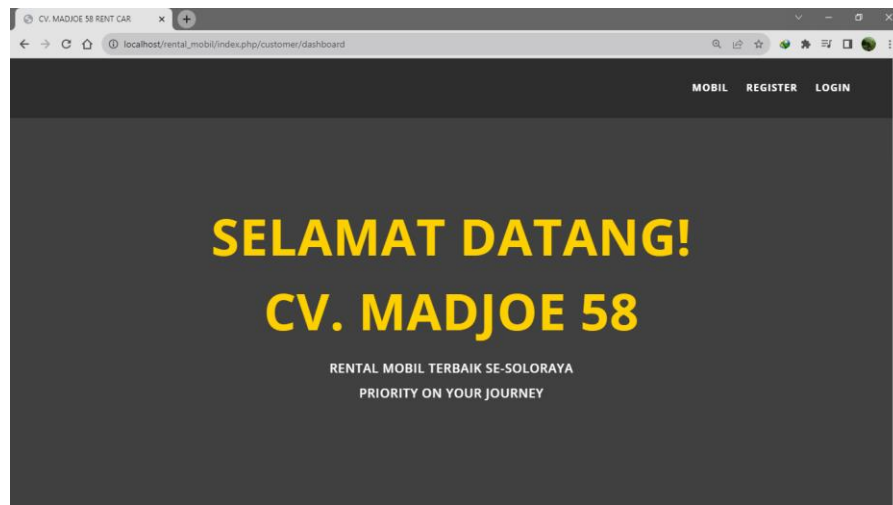 CV. MADJOE 58 RENT CAR
localhost/rental_mobil/index.php/customer/dashboard
MOBIL REGISTER LOGIN
SELAMAT DATANG!
CV. MADJOE 58
RENTAL MOBIL TERBAIK SE-SOLORAYA
PRIORITY ON YOUR JOURNEY